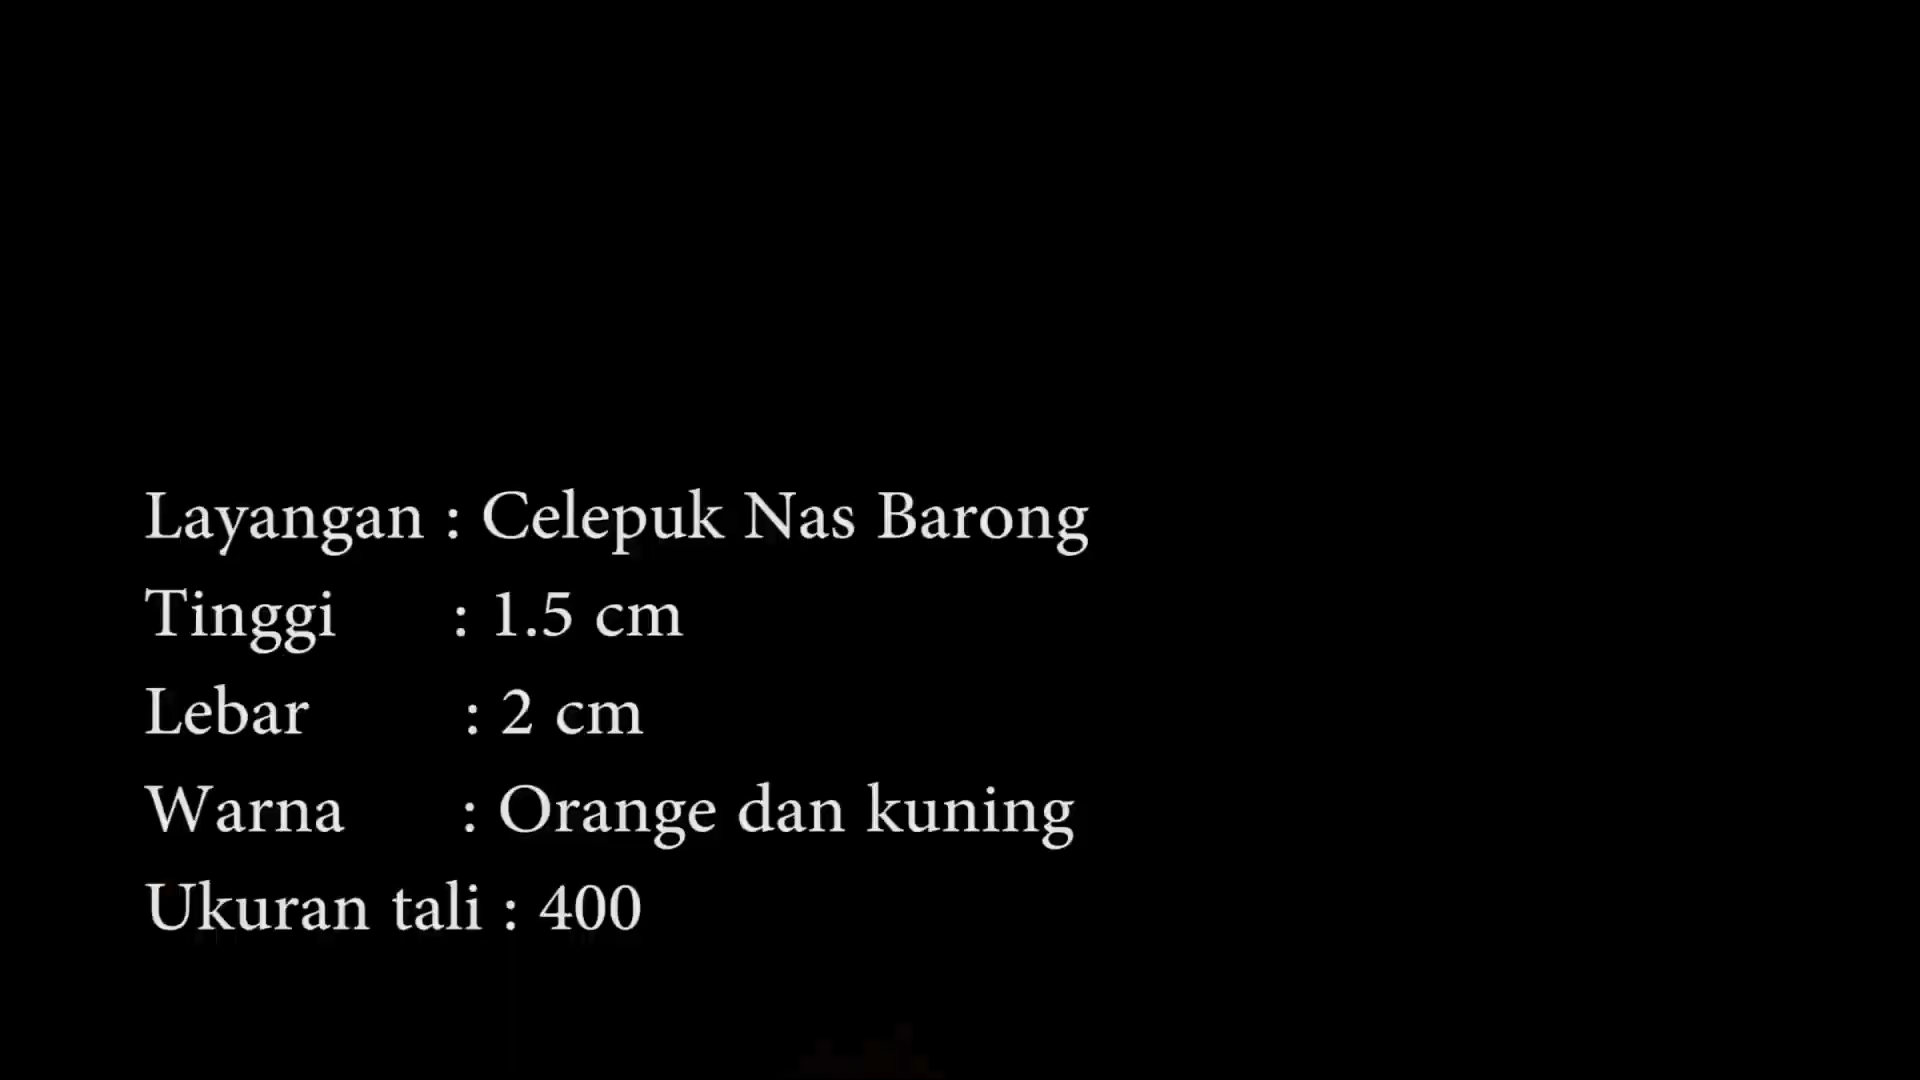 Layangan : Celepuk Nas Barong
Tinggi : 1.5 cm
Lebar : 2 cm
Warna : Orange dan kuning
Ukuran tali : 400